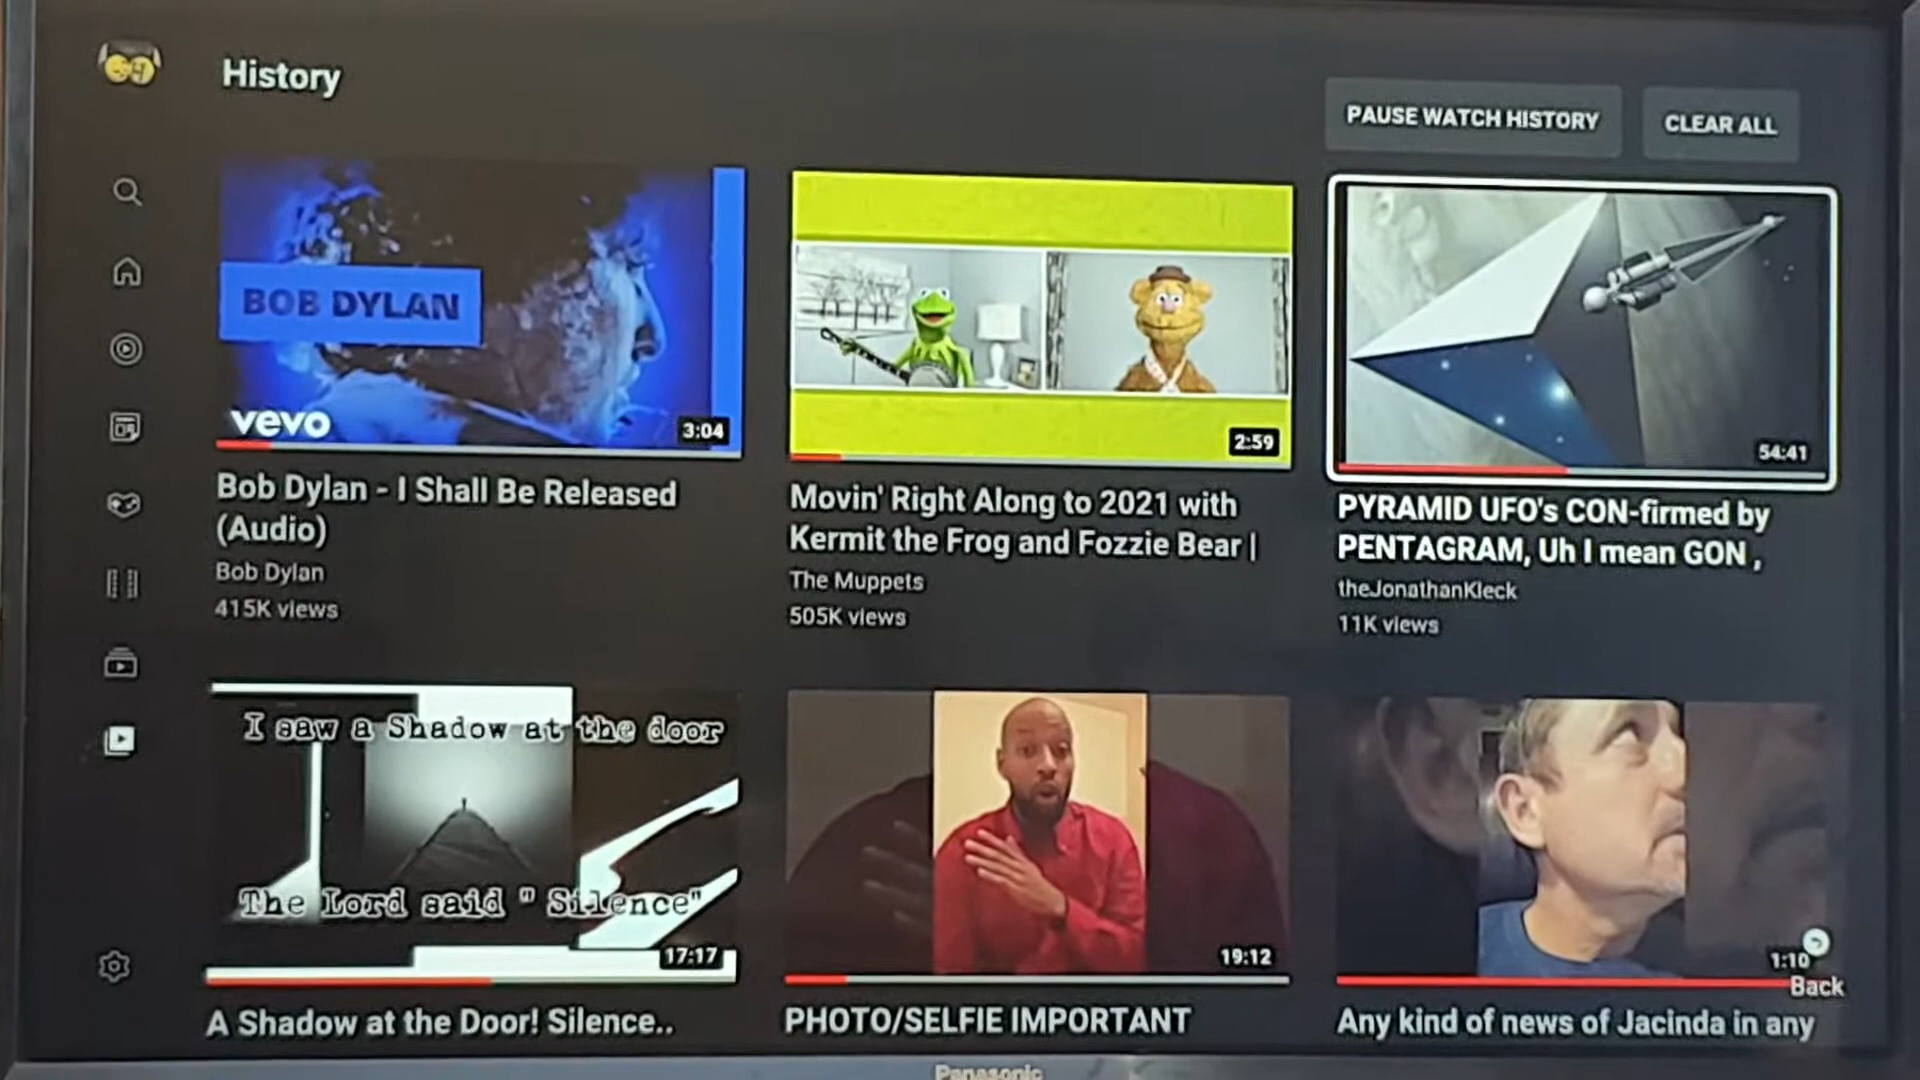 History
PAUSE WATCH HISTORY
CLEAR ALL
BOB DYLAN
vevo
3:04
2:59
54:41
Bob Dylan - I Shall Be Released
(Audio)
Bob Dylan
415K views
Movin' Right Along to 2021 with
Kermit the Frog and Fozzie Bear |
The Muppets
505K views
PYRAMID UFO's CON-firmed by
PENTAGRAM, Uh I mean GON ,
theJonathanKleck
11K views
I saw a Shadow at the door
The Lord said " Silence"
17:17
19:12
1:10
Back
A Shadow at the Door! Silence..
PHOTO/SELFIE IMPORTANT
Any kind of news of Jacinda in any
Panasonic